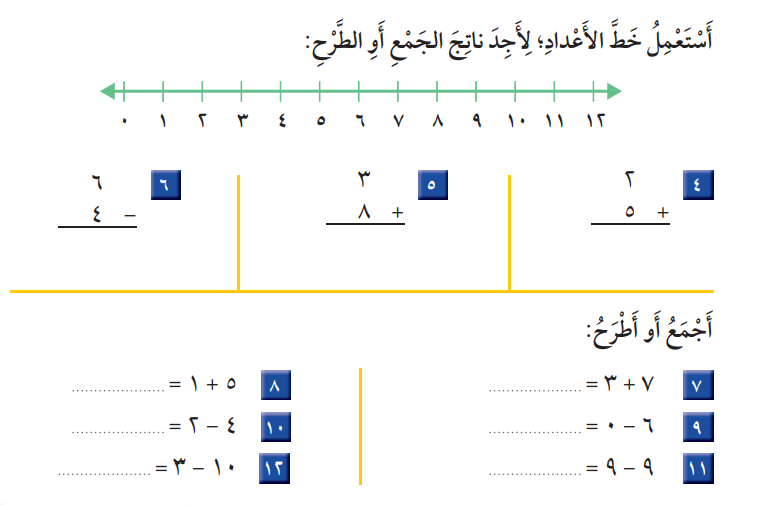 أَسْتَعْمِلُ خَطَّ الأَعْدادِ؛ لِأَجِدَ ناتِجَ الجَمْعِ أَوِ الطَّرْحِ:
٠ ١ ٢ ٣ ٤ ٥ ٦ ٧ ٨ ٩ ١٠ ١١ ١٢
٤
٢
+ ٥
٥
٣
+ ٨
٦
٦
− ٤
أَجْمَعُ أَو أَطْرَحُ:
٧ ٧ + ٣ = ....................
٨ ٥ + ١ = ....................
٩ ٦ − ٠ = ....................
١٠ ٤ − ٢ = ....................
١١ ٩ − ٩ = ....................
١٢ ١٠ − ٣ = ....................